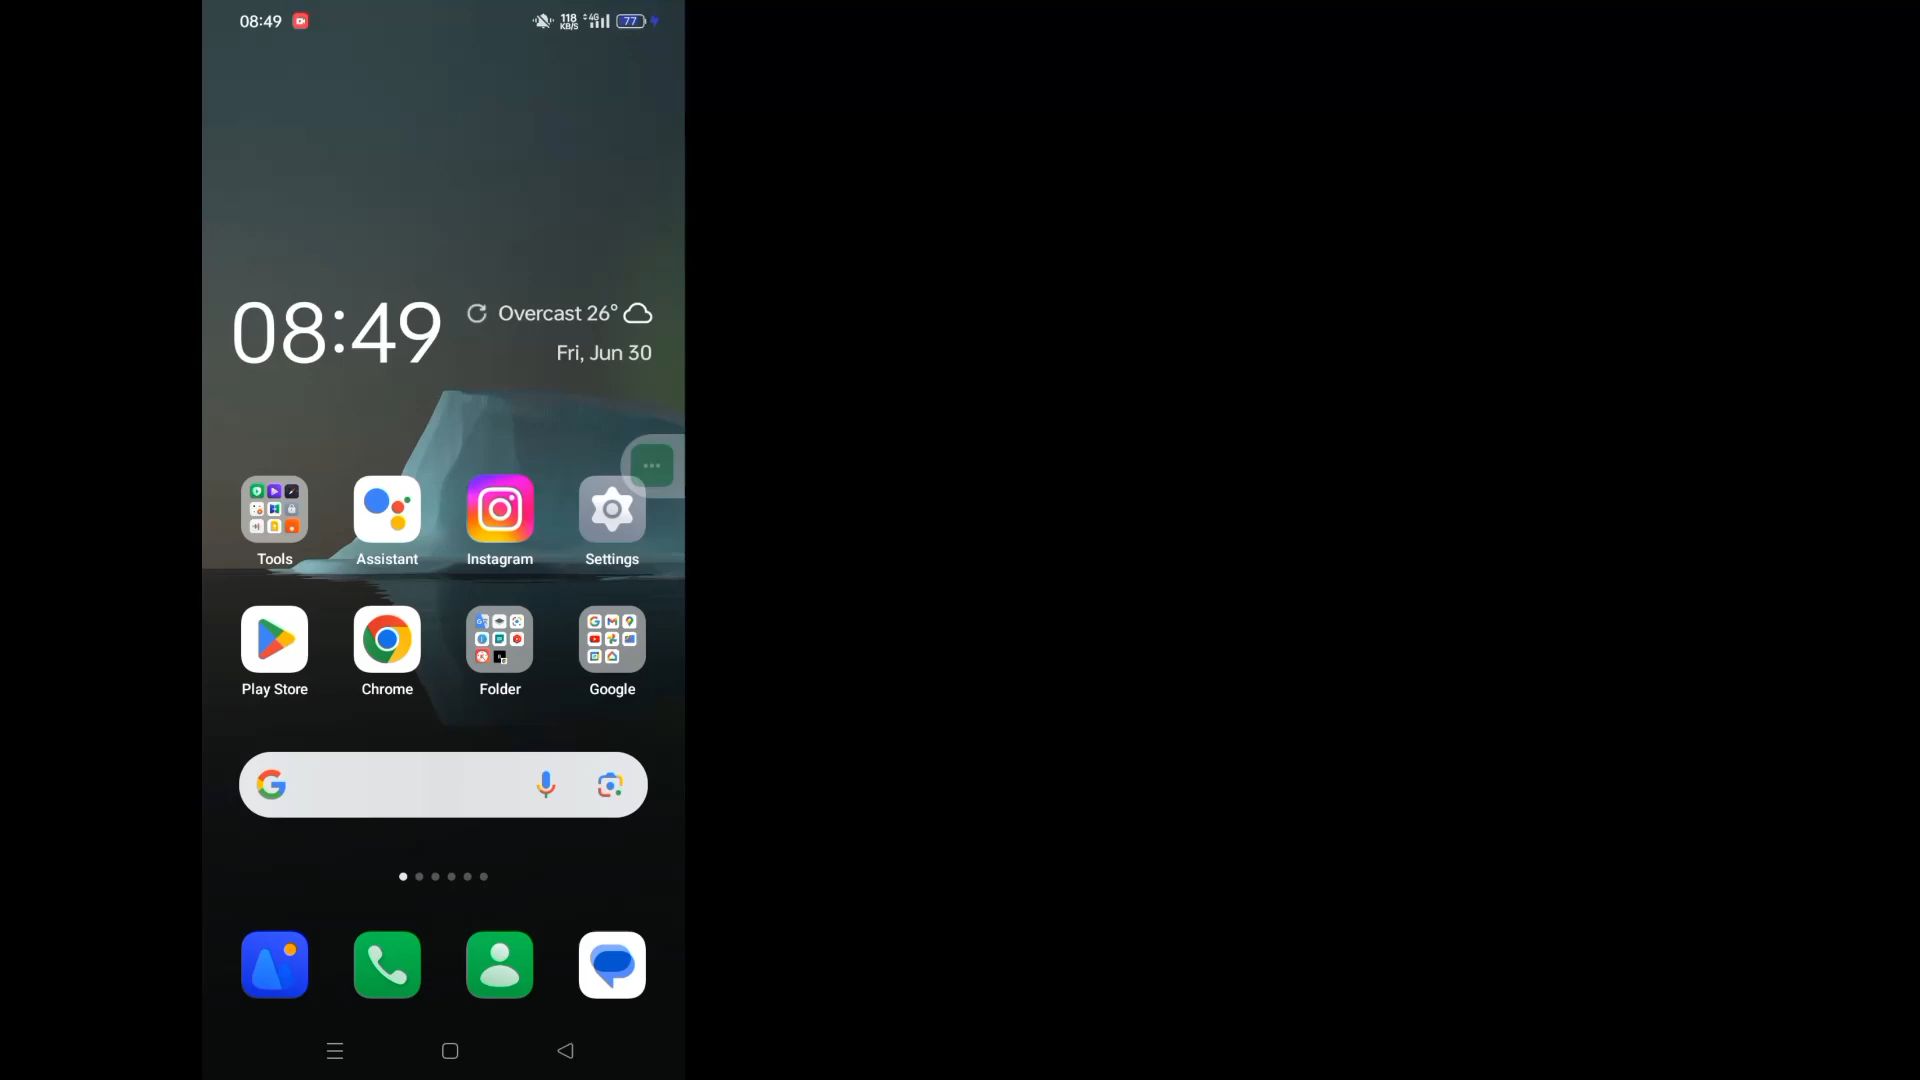 08:49
118
KB/S
4G
77
08:49
Overcast 26°
Fri, Jun 30
Tools
Assistant
Instagram
Settings
Play Store
Chrome
Folder
Google